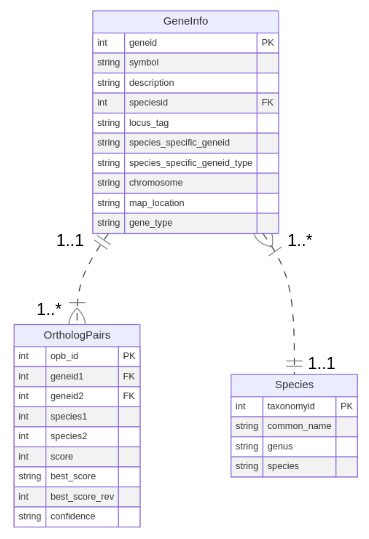 GeneInfo
int geneid PK
string symbol
string description
int speciesid FK
string locus_tag
string species_specific_geneid
string species_specific_geneid_type
string chromosome
string map_location
string gene_type
1..1
1..*
1..*
1..1
OrthologPairs
int opb_id PK
int geneid1 FK
int geneid2 FK
int species1
int species2
int score
string best_score
int best_score_rev
string confidence
Species
int taxonomyid PK
string common_name
string genus
string species